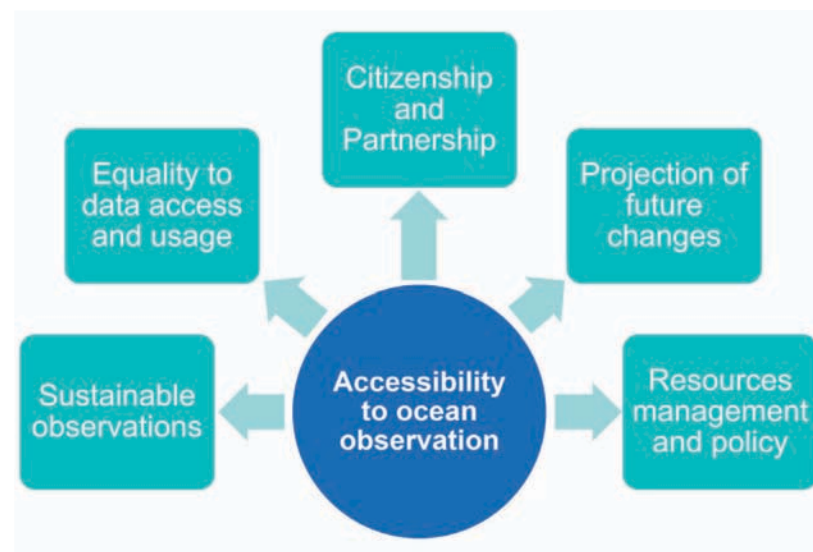 Citizenship
and
Partnership
Equality to
data access
and usage
Projection of
future
changes
Sustainable
observations
Accessibility
to ocean
observation
Resources
management
and policy